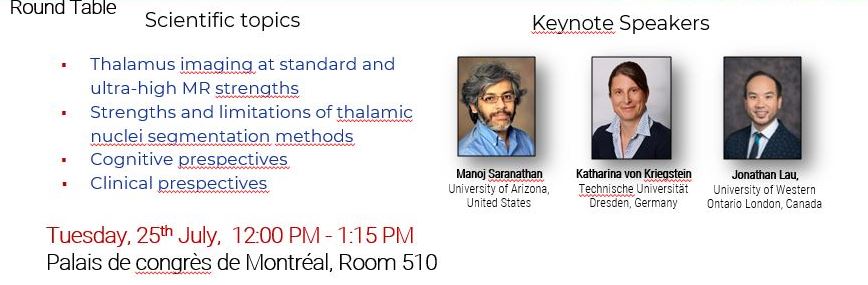 Round Table
Scientific topics
▪ Thalamus imaging at standard and
ultra-high MR strengths
▪ Strengths and limitations of thalamic
nuclei segmentation methods
▪ Cognitive prespectives
▪ Clinical prespectives
Keynote Speakers
Manoj Saranathan
University of Arizona,
United States
Katharina von Kriegstein
Technische Universität
Dresden, Germany
Jonathan Lau,
University of Western
Ontario London, Canada
Tuesday, 25th July, 12:00 PM - 1:15 PM
Palais de congrès de Montréal, Room 510